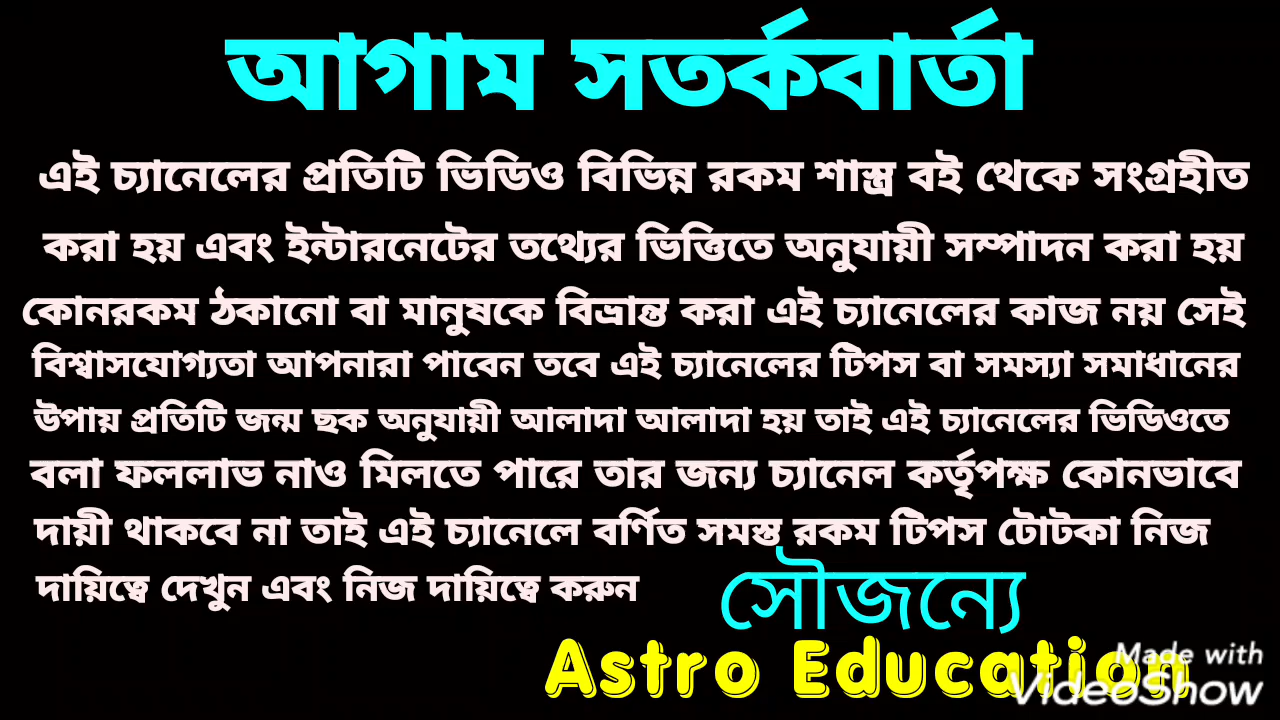 আগাম সতর্কবার্তা
এই চ্যানেলের প্রতিটি ভিডিও বিভিন্ন রকম শাস্ত্র বই থেকে সংগ্রহীত
করা হয় এবং ইন্টারনেটের তথ্যের ভিত্তিতে অনুযায়ী সম্পাদন করা হয়
কোনরকম ঠকানো বা মানুষকে বিভ্রান্ত করা এই চ্যানেলের কাজ নয় সেই
বিশ্বাসযোগ্যতা আপনারা পাবেন তবে এই চ্যানেলের টিপস বা সমস্যা সমাধানের
উপায় প্রতিটি জন্ম ছক অনুযায়ী আলাদা আলাদা হয় তাই এই চ্যানেলের ভিডিওতে
বলা ফললাভ নাও মিলতে পারে তার জন্য চ্যানেল কর্তৃপক্ষ কোনভাবে
দায়ী থাকবে না তাই এই চ্যানেলে বর্ণিত সমস্ত রকম টিপস টোটকা নিজ
দায়িত্বে দেখুন এবং নিজ দায়িত্বে করুন
সৌজন্যে
Astro Education
Made with
VideoShow